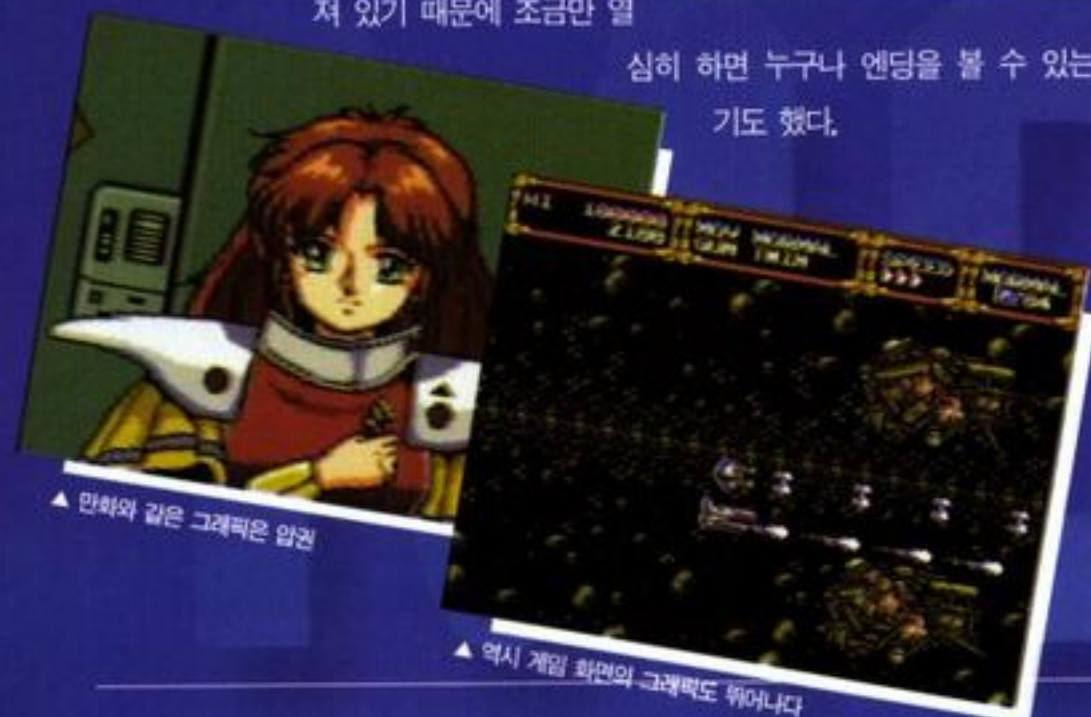 져 있기 때문에 조금만 열
심히 하면 누구나 엔딩을 볼 수 있는
기도 했다.
▲ 만화와 같은 그래픽은 압권
▲ 역시 게임 화면의 그래픽도 뛰어나다